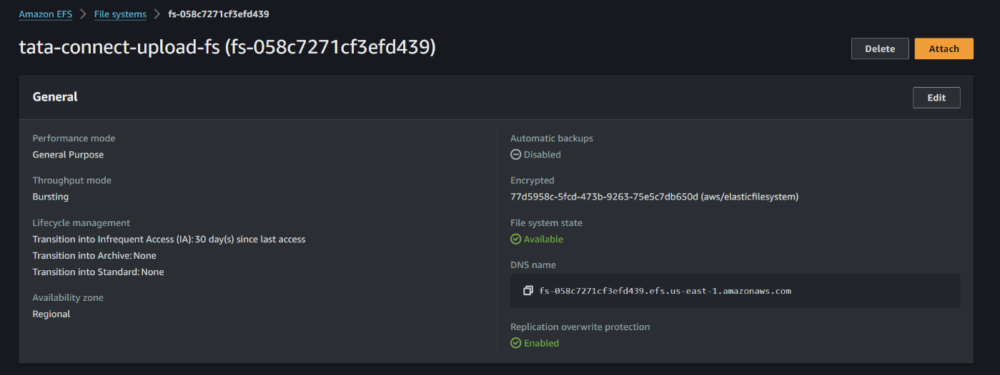 Amazon EFS > File systems > fs-058c7271cf3efd439
tata-connect-upload-fs (fs-058c7271cf3efd439)
Delete
Attach
General
Edit
Performance mode
General Purpose
Throughput mode
Bursting
Lifecycle management
Transition into Infrequent Access (IA): 30 day(s) since last access
Transition into Archive: None
Transition into Standard: None
Availability zone
Regional
Automatic backups
Disabled
Encrypted
77d5958c-5fcd-473b-9263-75e5c7db650d (aws/elasticfilesystem)
File system state
Available
DNS name
fs-058c7271cf3efd439.efs.us-east-1.amazonaws.com
Replication overwrite protection
Enabled